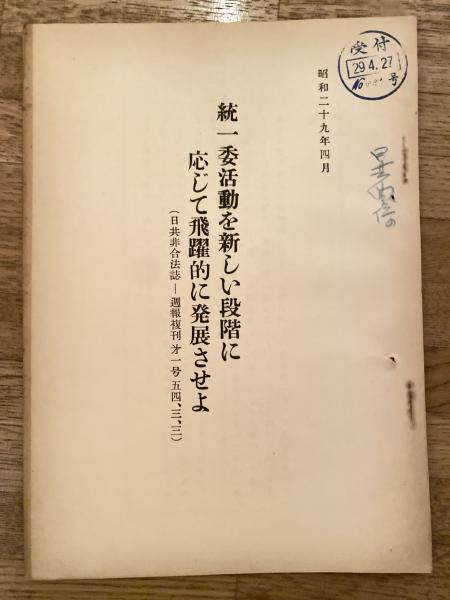 受付
29.4.27
号
昭和二十九年四月
統一委活動を新しい段階に
応じて飛躍的に発展させよ
(日共非合法誌―週報複刊 㐧一号 五四、三、三)